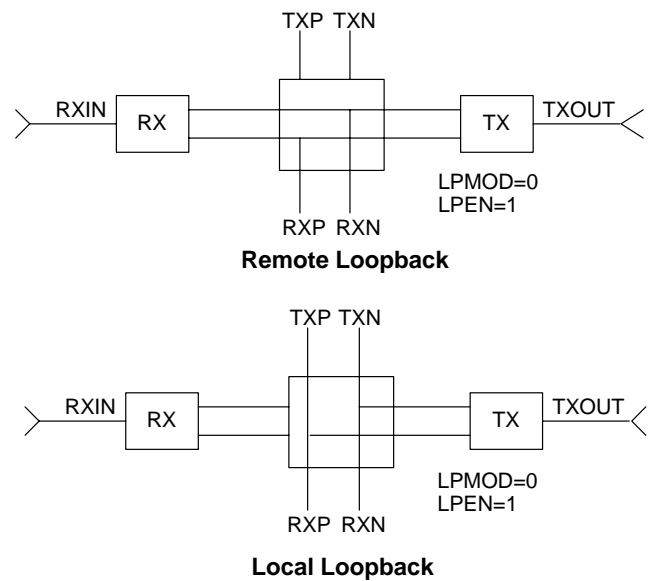 TXP TXN
RXIN RX TX TXOUT
LPMOD=0
LPEN=1
RXP RXN
Remote Loopback
TXP TXN
RXIN RX TX TXOUT
LPMOD=0
LPEN=1
RXP RXN
Local Loopback